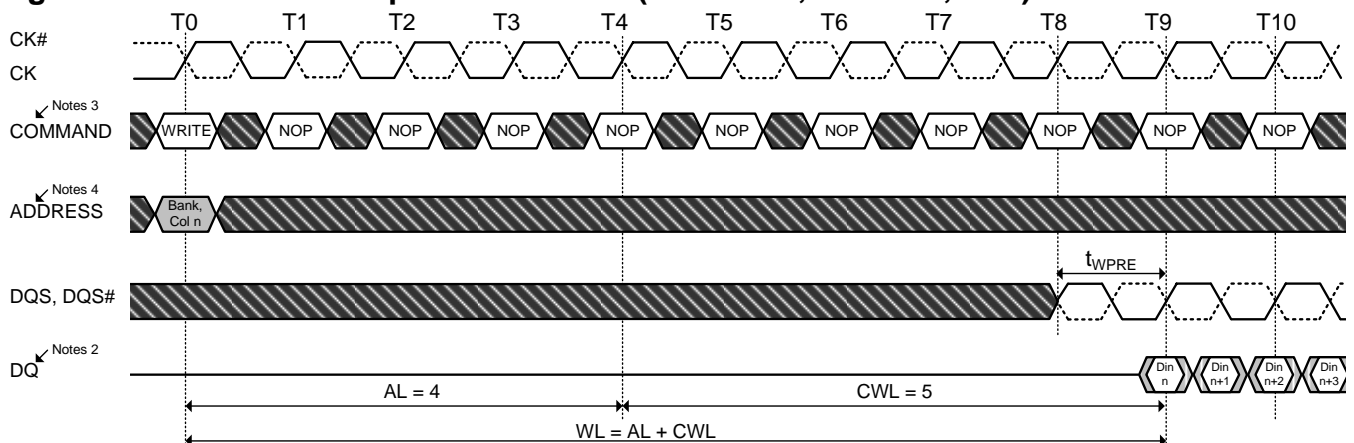 T0 T1 T2 T3 T4 T5 T6 T7 T8 T9 T10
CK#
CK
Notes 3
COMMAND
WRITE NOP NOP NOP NOP NOP NOP NOP NOP NOP NOP
Notes 4
ADDRESS
Bank,
Col n
tWPRE
DQS, DQS#
Notes 2
DQ
Din
n
Din
n+1
Din
n+2
Din
n+3
AL = 4
CWL = 5
WL = AL + CWL